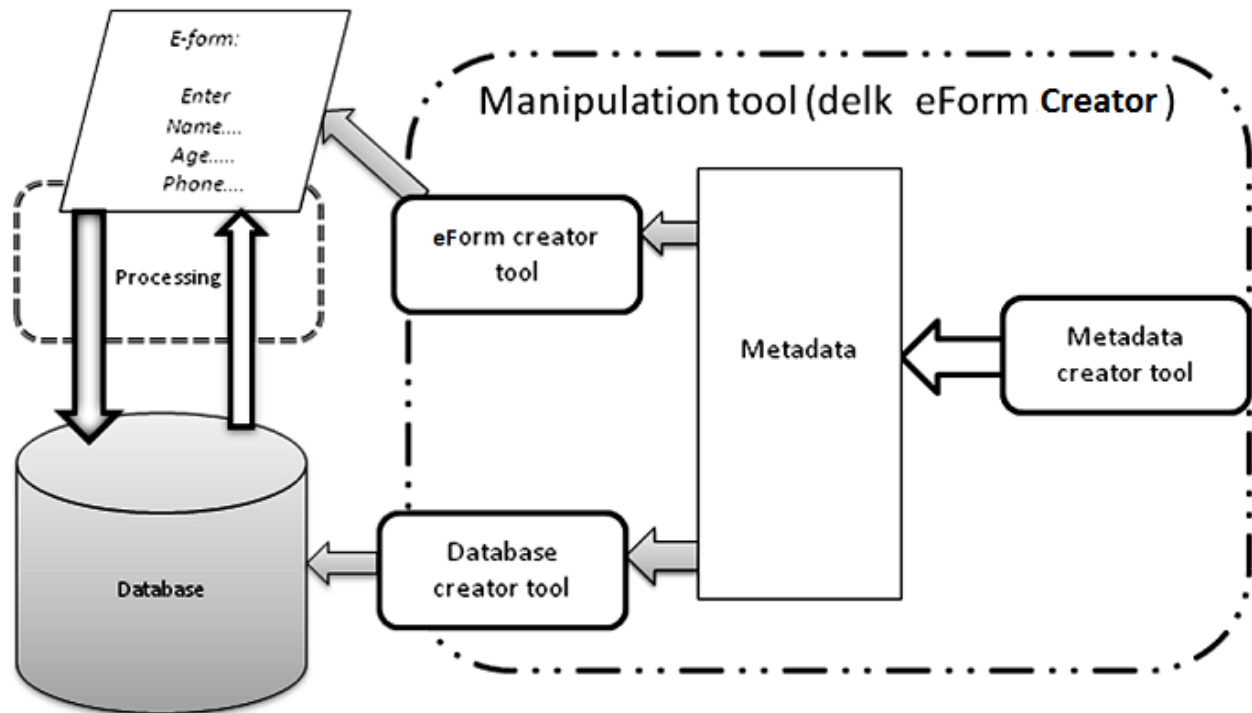 E-form:
Enter
Name....
Age.....
Phone....
Processing
Database
Manipulation tool (delk eForm Creator )
eForm creator
tool
Metadata
Metadata
creator tool
Database
creator tool